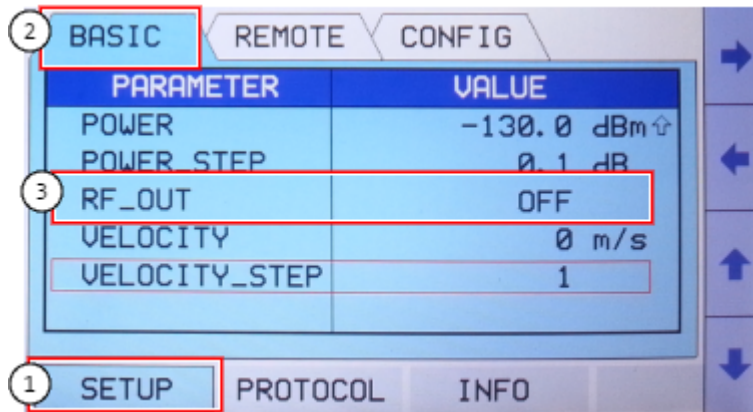 2 BASIC REMOTE CONFIG
PARAMETER VALUE
POWER -130.0 dBm
POWER_STEP 0.1 dB
3 RF_OUT OFF
VELOCITY 0 m/s
VELOCITY_STEP 1
1 SETUP PROTOCOL INFO